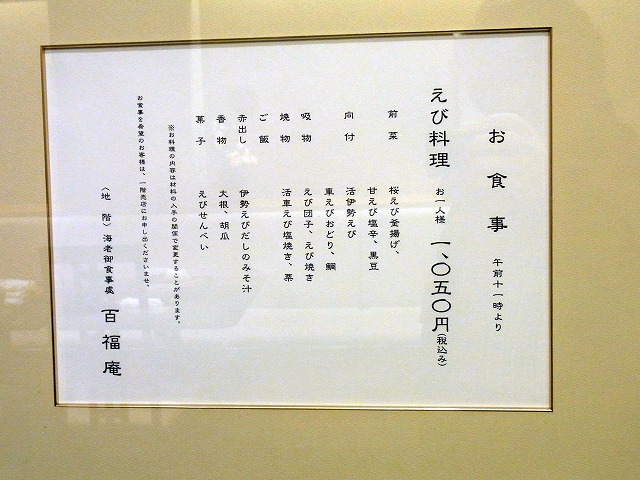 お食事 午前十一時より
えび料理 お一人様 一、〇五〇円(税込み)
前菜 桜えび釜揚げ、
甘えび塩辛、黒豆
向付 活伊勢えび
車えびおどり、鯛
吸物 えび団子、えび焼き
焼物 活車えび塩焼き、栗
ご飯
赤出し 伊勢えびだしのみそ汁
香物 大根、胡瓜
菓子 えびせんべい
※お料理の内容は材料の入手の関係で変更することがあります。
お食事を希望のお客様は、一階売店にお申し出くださいませ。
〈地階〉海老御食事處 百福庵